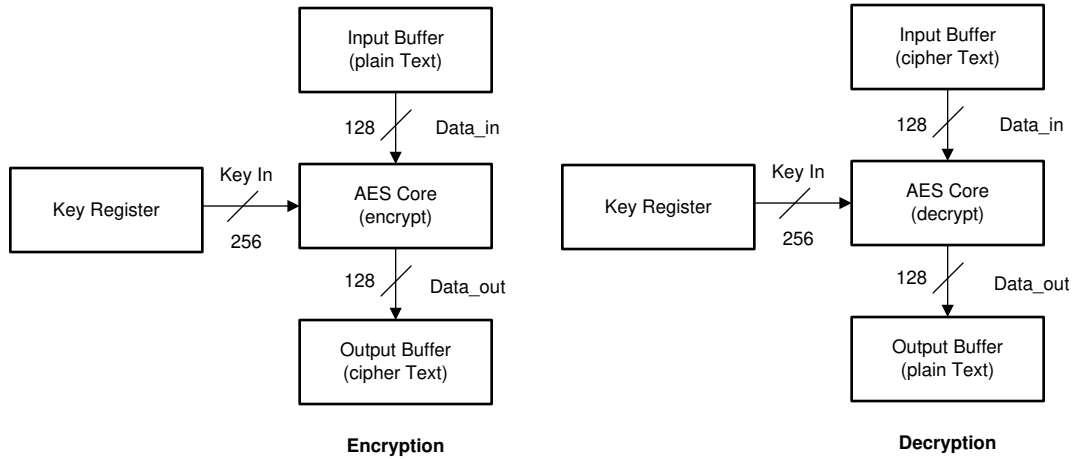 Input Buffer
(plain Text)
128
Data_in
Key Register
Key In
256
AES Core
(encrypt)
128
Data_out
Output Buffer
(cipher Text)
Encryption
Input Buffer
(cipher Text)
128
Data_in
Key Register
Key In
256
AES Core
(decrypt)
128
Data_out
Output Buffer
(plain Text)
Decryption